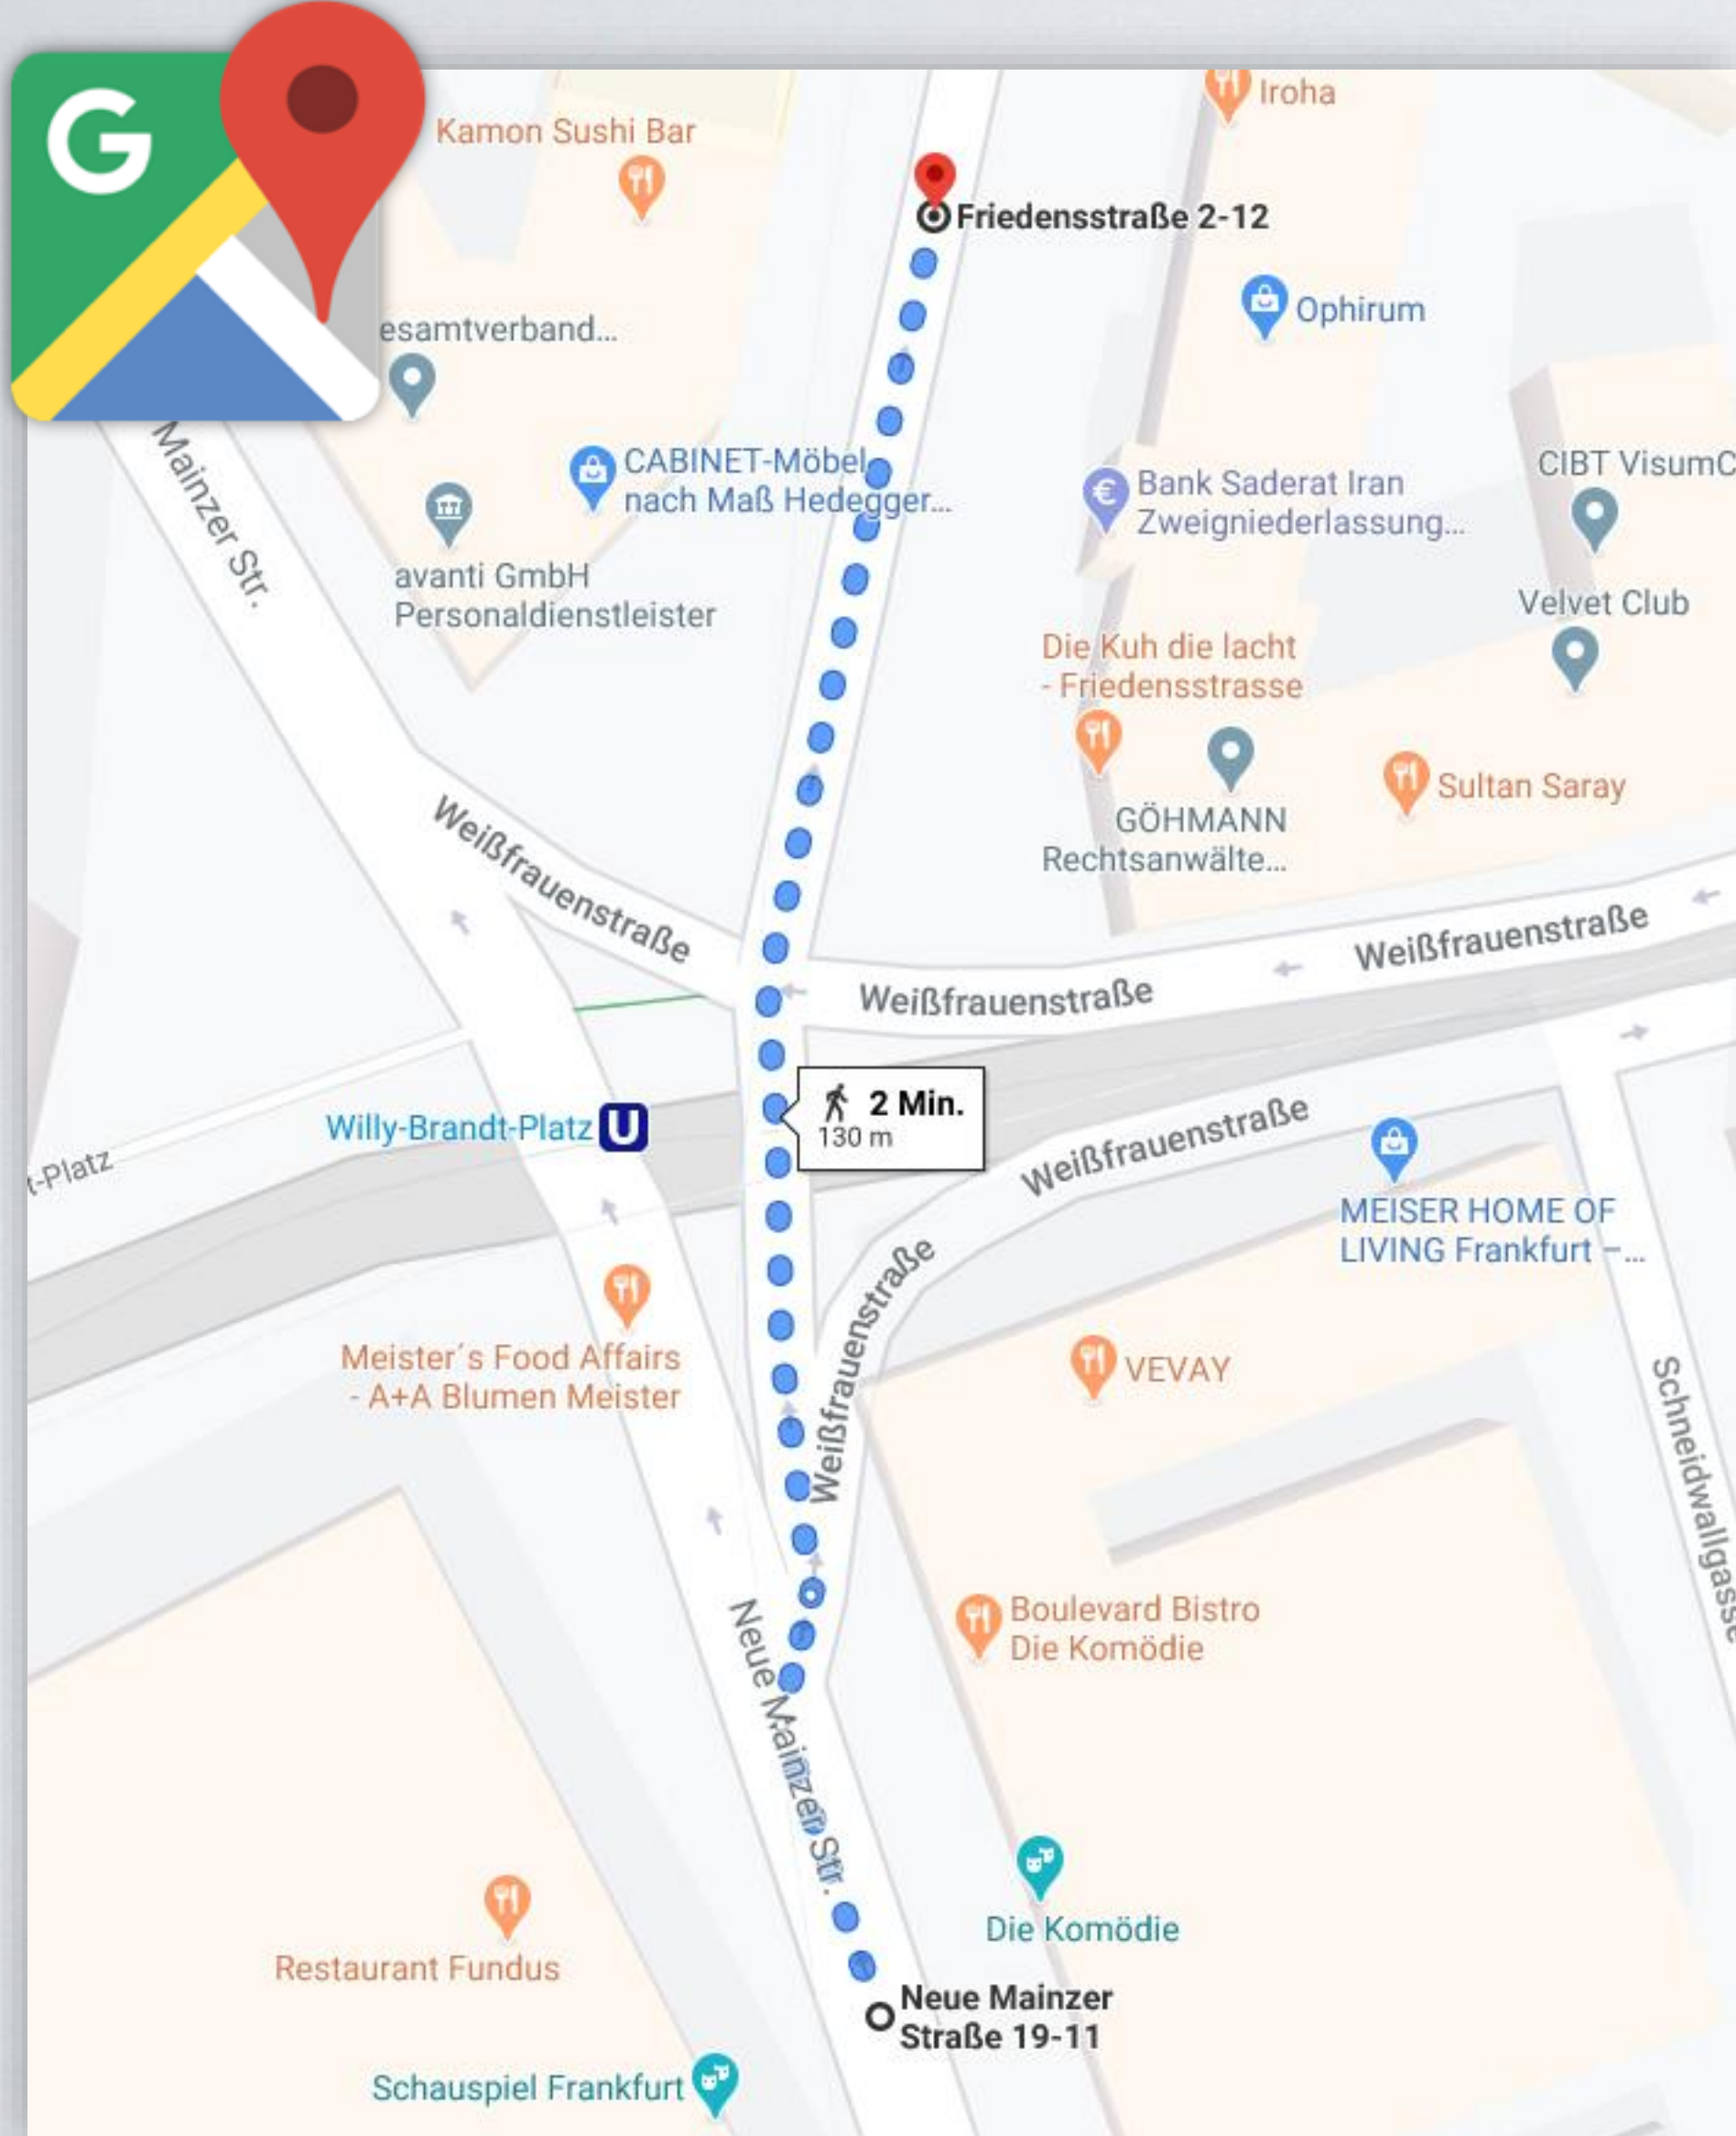 G
Iroha
Kamon Sushi Bar
Friedensstraße 2-12
Ophirum
esamtverband...
Mainzer Str.
CABINET-Möbel
nach Maß Hedegger...
Bank Saderat Iran
Zweigniederlassung...
CIBT VisumC
avanti GmbH
Personaldienstleister
Velvet Club
Die Kuh die lacht
- Friedensstrasse
GÖHMANN
Rechtsanwälte...
Sultan Saray
Weißfrauenstraße
Weißfrauenstraße
Weißfrauenstraße
Willy-Brandt-Platz U
2 Min.
130 m
t-Platz
Weißfrauenstraße
MEISER HOME OF
LIVING Frankfurt –...
Weißfrauenstraße
Meister´s Food Affairs
- A+A Blumen Meister
VEVAY
Schneidwallgasse
Boulevard Bistro
Die Komödie
Neue Mainzer Str.
Die Komödie
Restaurant Fundus
Neue Mainzer
Straße 19-11
Schauspiel Frankfurt